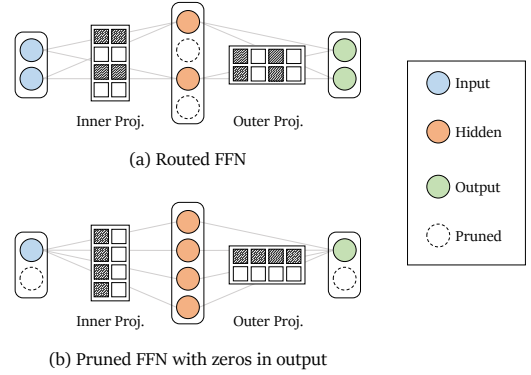 Inner Proj.
Outer Proj.
(a) Routed FFN
Inner Proj.
Outer Proj.
(b) Pruned FFN with zeros in output
Input
Hidden
Output
Pruned